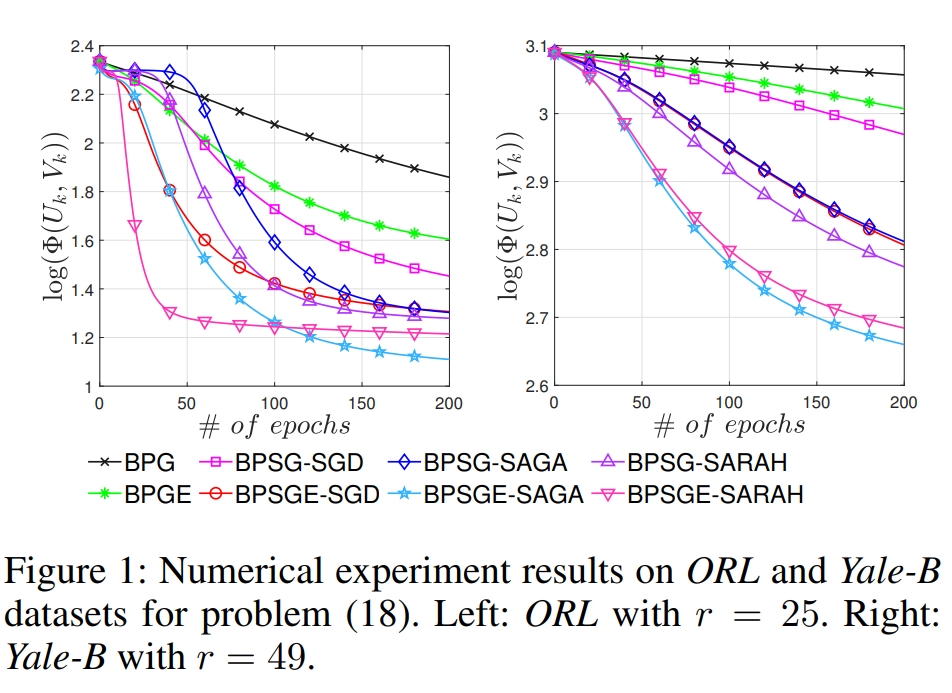 2.4
2.2
2
1.8
1.6
1.4
1.2
1
0 50 100 150 200
log(Φ(U_k, V_k))
# of epochs
3.1
3
2.9
2.8
2.7
2.6
0 50 100 150 200
log(Φ(U_k, V_k))
# of epochs
BPG BPSG-SGD BPSG-SAGA BPSG-SARAH
BPGE BPSGE-SGD BPSGE-SAGA BPSGE-SARAH
Figure 1: Numerical experiment results on ORL and Yale-B
datasets for problem (18). Left: ORL with r = 25. Right:
Yale-B with r = 49.